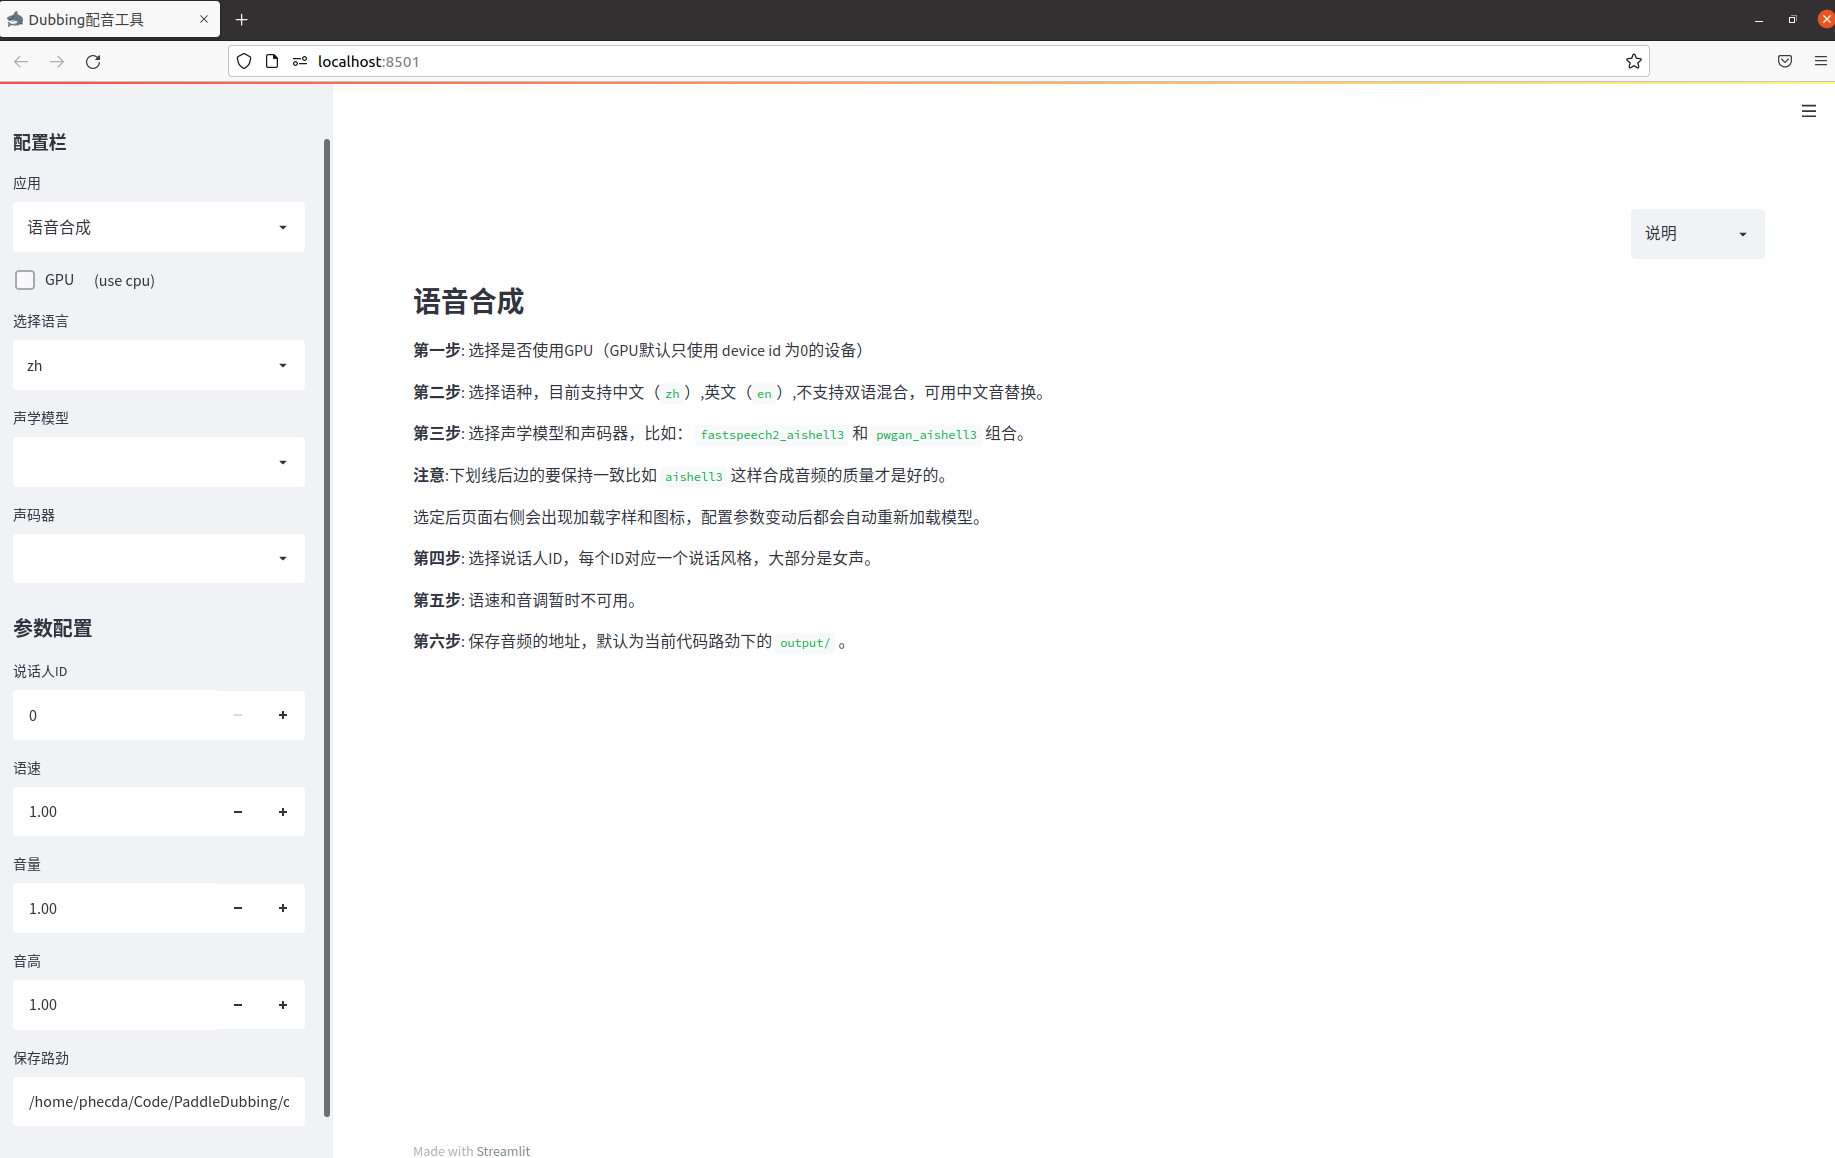 Dubbing配音工具
localhost:8501
配置栏
应用
语音合成
GPU (use cpu)
选择语言
zh
声学模型
声码器
参数配置
说话人ID
0
语速
1.00
音量
1.00
音高
1.00
保存路劲
/home/phecda/Code/PaddleDubbing/c
说明
语音合成
第一步: 选择是否使用GPU（GPU默认只使用 device id 为0的设备）
第二步: 选择语种，目前支持中文（ zh ）,英文（ en ）,不支持双语混合，可用中文音替换。
第三步: 选择声学模型和声码器，比如： fastspeech2_aishell3 和 pwgan_aishell3 组合。
注意:下划线后边的要保持一致比如 aishell3 这样合成音频的质量才是好的。
选定后页面右侧会出现加载字样和图标，配置参数变动后都会自动重新加载模型。
第四步: 选择说话人ID，每个ID对应一个说话风格，大部分是女声。
第五步: 语速和音调暂时不可用。
第六步: 保存音频的地址，默认为当前代码路劲下的 output/ 。
Made with Streamlit